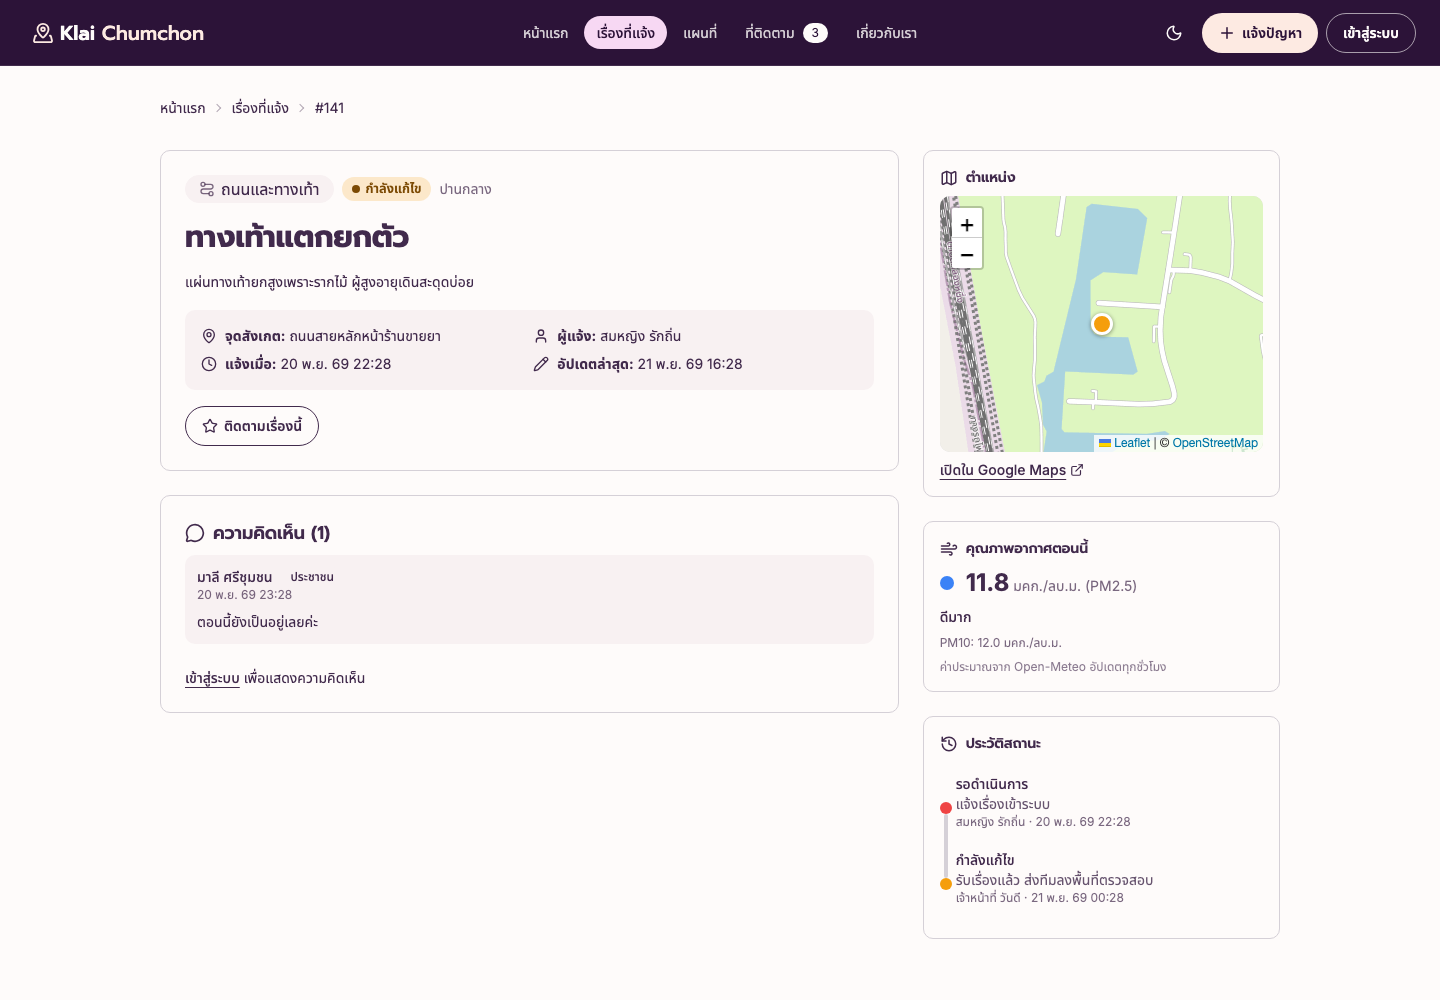 Klai Chumchon
หน้าแรก
เรื่องที่แจ้ง
แผนที่
ที่ติดตาม 3
เกี่ยวกับเรา
แจ้งปัญหา
เข้าสู่ระบบ
หน้าแรก > เรื่องที่แจ้ง > #141
ถนนและทางเท้า
กำลังแก้ไข
ปานกลาง
ทางเท้าแตกยกตัว
แผ่นทางเท้ายกสูงเพราะรากไม้ ผู้สูงอายุเดินสะดุดบ่อย
จุดสังเกต: ถนนสายหลักหน้าร้านขายยา
ผู้แจ้ง: สมหญิง รักถิ่น
แจ้งเมื่อ: 20 พ.ย. 69 22:28
อัปเดตล่าสุด: 21 พ.ย. 69 16:28
ติดตามเรื่องนี้
ความคิดเห็น (1)
มาลี ศรีชุมชน ประชาชน
20 พ.ย. 69 23:28
ตอนนี้ยังเป็นอยู่เลยค่ะ
เข้าสู่ระบบ เพื่อแสดงความคิดเห็น
ตำแหน่ง
+
−
Leaflet | © OpenStreetMap
เปิดใน Google Maps
คุณภาพอากาศตอนนี้
11.8 มคก./ลบ.ม. (PM2.5)
ดีมาก
PM10: 12.0 มคก./ลบ.ม.
ค่าประมาณจาก Open-Meteo อัปเดตทุกชั่วโมง
ประวัติสถานะ
รอดำเนินการ
แจ้งเรื่องเข้าระบบ
สมหญิง รักถิ่น · 20 พ.ย. 69 22:28
กำลังแก้ไข
รับเรื่องแล้ว ส่งทีมลงพื้นที่ตรวจสอบ
เจ้าหน้าที่ วันดี · 21 พ.ย. 69 00:28